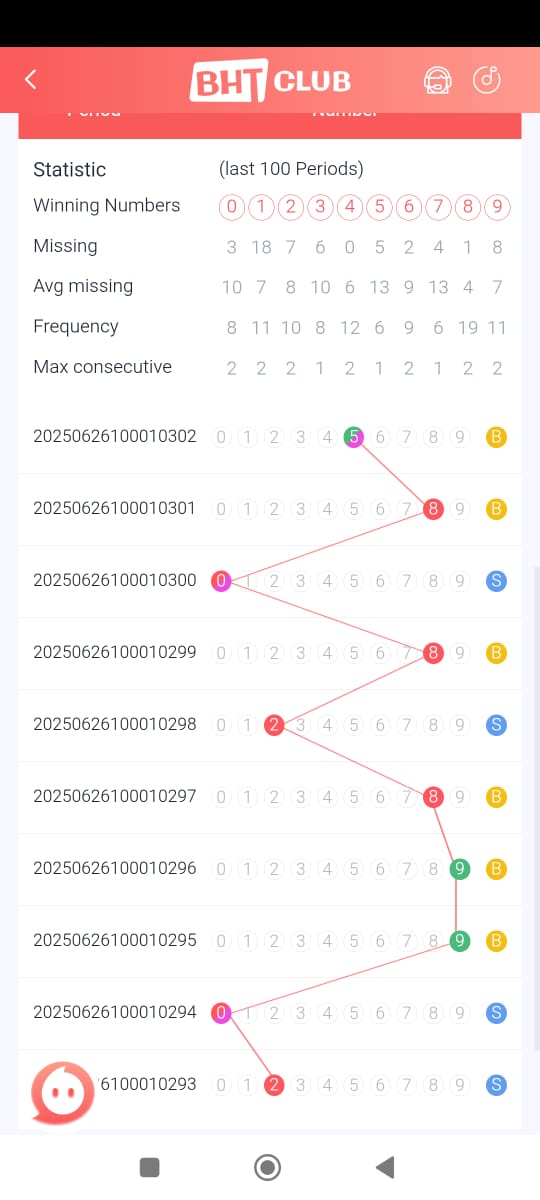 BHT CLUB
Period Number
Statistic (last 100 Periods)
Winning Numbers 0 1 2 3 4 5 6 7 8 9
Missing 3 18 7 6 0 5 2 4 1 8
Avg missing 10 7 8 10 6 13 9 13 4 7
Frequency 8 11 10 8 12 6 9 6 19 11
Max consecutive 2 2 2 1 2 1 2 1 2 2
20250626100010302 0 1 2 3 4 5 6 7 8 9 B
20250626100010301 0 1 2 3 4 5 6 7 8 9 B
20250626100010300 0 1 2 3 4 5 6 7 8 9 S
20250626100010299 0 1 2 3 4 5 6 7 8 9 B
20250626100010298 0 1 2 3 4 5 6 7 8 9 S
20250626100010297 0 1 2 3 4 5 6 7 8 9 B
20250626100010296 0 1 2 3 4 5 6 7 8 9 B
20250626100010295 0 1 2 3 4 5 6 7 8 9 B
20250626100010294 0 1 2 3 4 5 6 7 8 9 S
6100010293 0 1 2 3 4 5 6 7 8 9 S